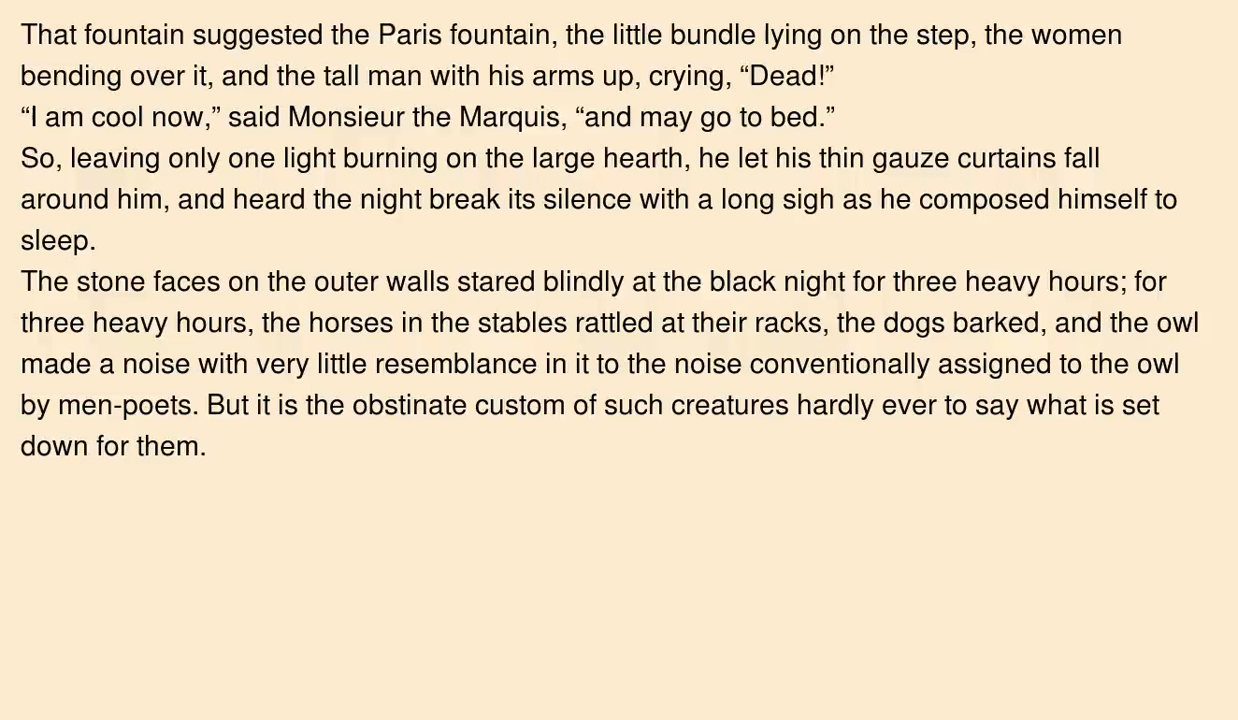 That fountain suggested the Paris fountain, the little bundle lying on the step, the women
bending over it, and the tall man with his arms up, crying, “Dead!”
“I am cool now,” said Monsieur the Marquis, “and may go to bed.”
So, leaving only one light burning on the large hearth, he let his thin gauze curtains fall
around him, and heard the night break its silence with a long sigh as he composed himself to
sleep.
The stone faces on the outer walls stared blindly at the black night for three heavy hours; for
three heavy hours, the horses in the stables rattled at their racks, the dogs barked, and the owl
made a noise with very little resemblance in it to the noise conventionally assigned to the owl
by men-poets. But it is the obstinate custom of such creatures hardly ever to say what is set
down for them.